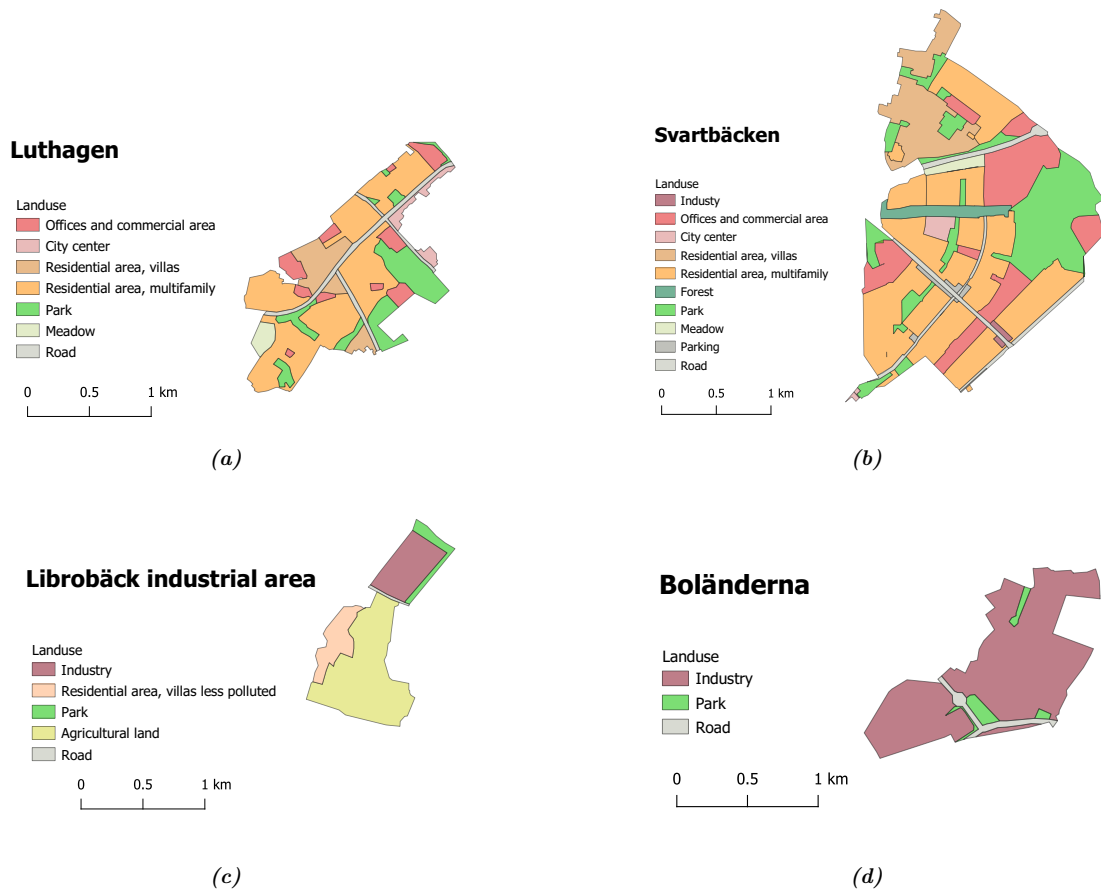 Luthagen
Landuse
Offices and commercial area
City center
Residential area, villas
Residential area, multifamily
Park
Meadow
Road
0 0.5 1 km
(a)
Svartbäcken
Landuse
Industy
Offices and commercial area
City center
Residential area, villas
Residential area, multifamily
Forest
Park
Meadow
Parking
Road
0 0.5 1 km
(b)
Librobäck industrial area
Landuse
Industry
Residential area, villas less polluted
Park
Agricultural land
Road
0 0.5 1 km
(c)
Boländerna
Landuse
Industry
Park
Road
0 0.5 1 km
(d)